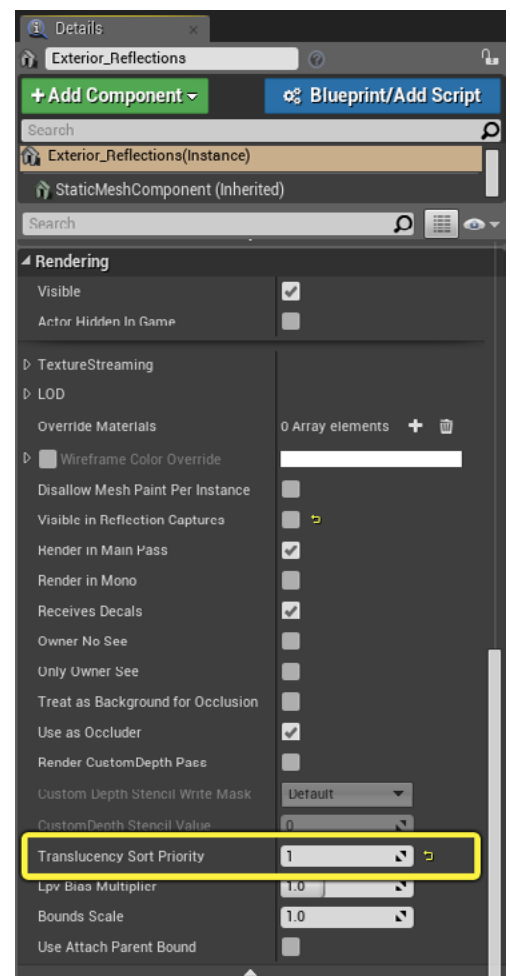 Details
Exterior_Reflections
+Add Component
Blueprint/Add Script
Search
Exterior_Reflections(Instance)
StaticMeshComponent (Inherited)
Search
Rendering
Visible
Actor Hidden In Game
TextureStreaming
LOD
Override Materials 0 Array elements
Wireframe Color Override
Disallow Mesh Paint Per Instance
Visible in Reflection Captures
Render in Main Pass
Render in Mono
Receives Decals
Owner No See
Only Owner See
Treat as Background for Occlusion
Use as Occluder
Render CustomDepth Pass
Custom Depth Stencil Write Mask Default
CustomDepth Stencil Value 0
Translucency Sort Priority 1
Lpv Bias Multiplier 1.0
Bounds Scale 1.0
Use Attach Parent Bound